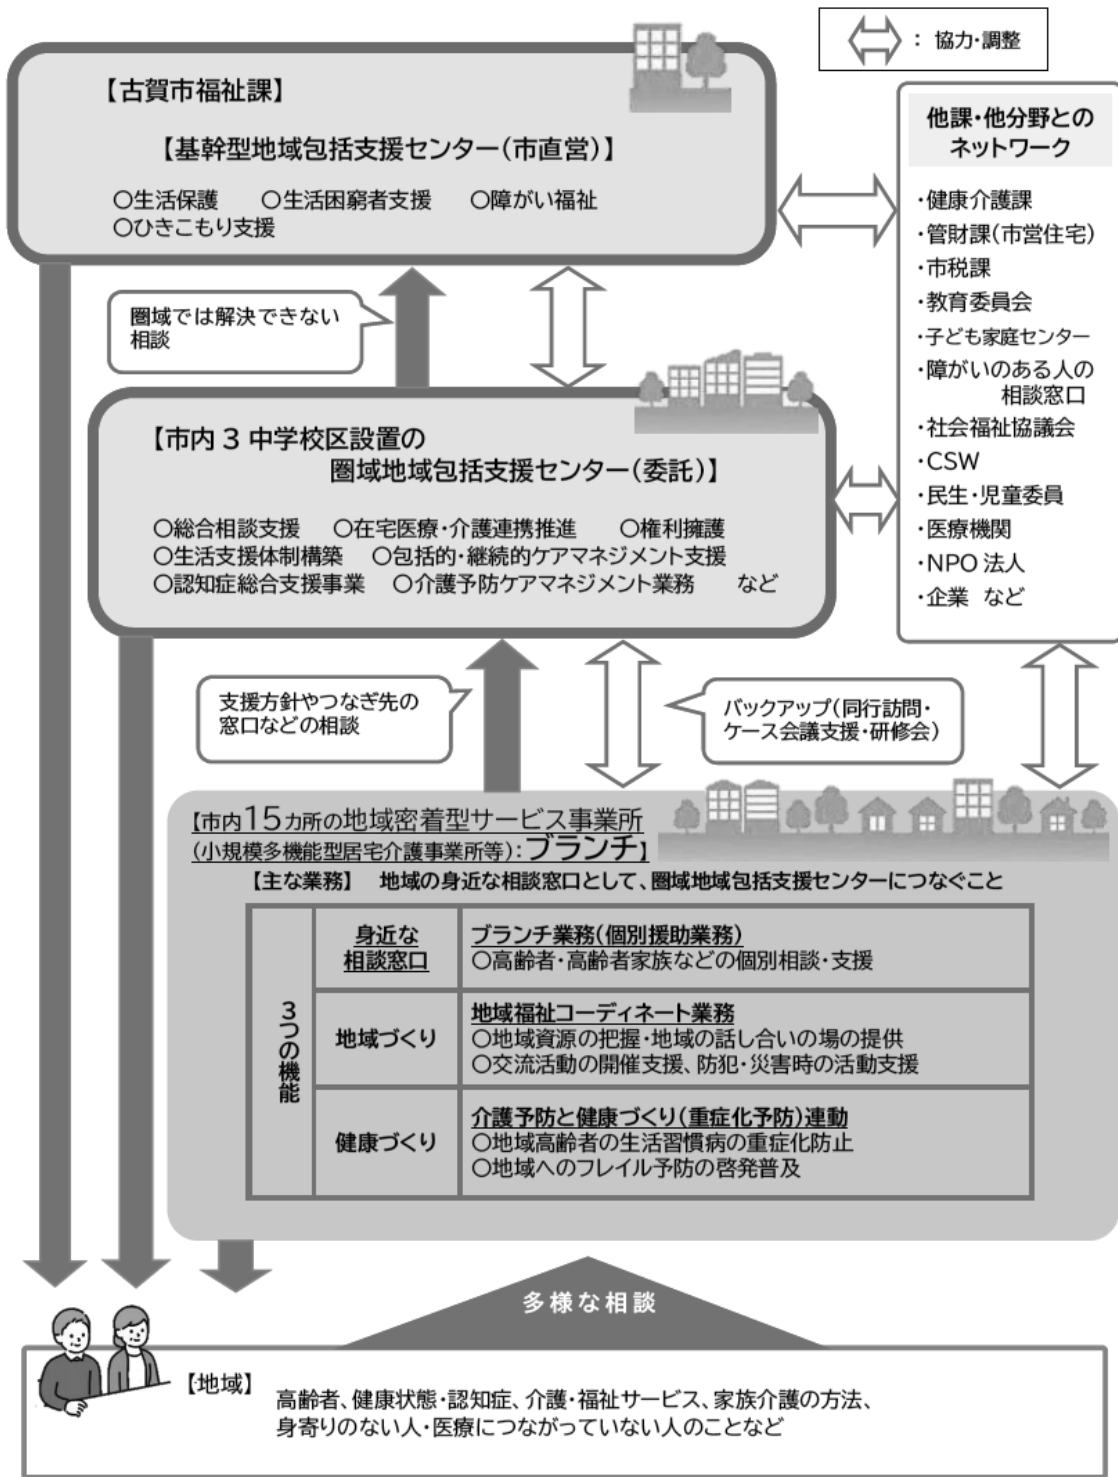 ：協力・調整
【古賀市福祉課】
【基幹型地域包括支援センター（市直営）】
○生活保護　○生活困窮者支援　○障がい福祉
○ひきこもり支援
他課・他分野との
ネットワーク
・健康介護課
・管財課（市営住宅）
・市税課
・教育委員会
・子ども家庭センター
・障がいのある人の
相談窓口
・社会福祉協議会
・CSW
・民生・児童委員
・医療機関
・NPO 法人
・企業　など
圏域では解決できない
相談
【市内 3 中学校区設置の
圏域地域包括支援センター（委託）】
○総合相談支援　○在宅医療・介護連携推進　○権利擁護
○生活支援体制構築　○包括的・継続的ケアマネジメント支援
○認知症総合支援事業　○介護予防ケアマネジメント業務　など
支援方針やつなぎ先の
窓口などの相談
バックアップ（同行訪問・
ケース会議支援・研修会）
【市内15カ所の地域密着型サービス事業所
（小規模多機能型居宅介護事業所等）：ブランチ】
【主な業務】　地域の身近な相談窓口として、圏域地域包括支援センターにつなぐこと
3つの機能
身近な
相談窓口
ブランチ業務（個別援助業務）
○高齢者・高齢者家族などの個別相談・支援
地域づくり
地域福祉コーディネート業務
○地域資源の把握・地域の話し合いの場の提供
○交流活動の開催支援、防犯・災害時の活動支援
健康づくり
介護予防と健康づくり（重症化予防）連動
○地域高齢者の生活習慣病の重症化防止
○地域へのフレイル予防の啓発普及
多様な相談
【地域】
高齢者、健康状態・認知症、介護・福祉サービス、家族介護の方法、
身寄りのない人・医療につながっていない人のことなど